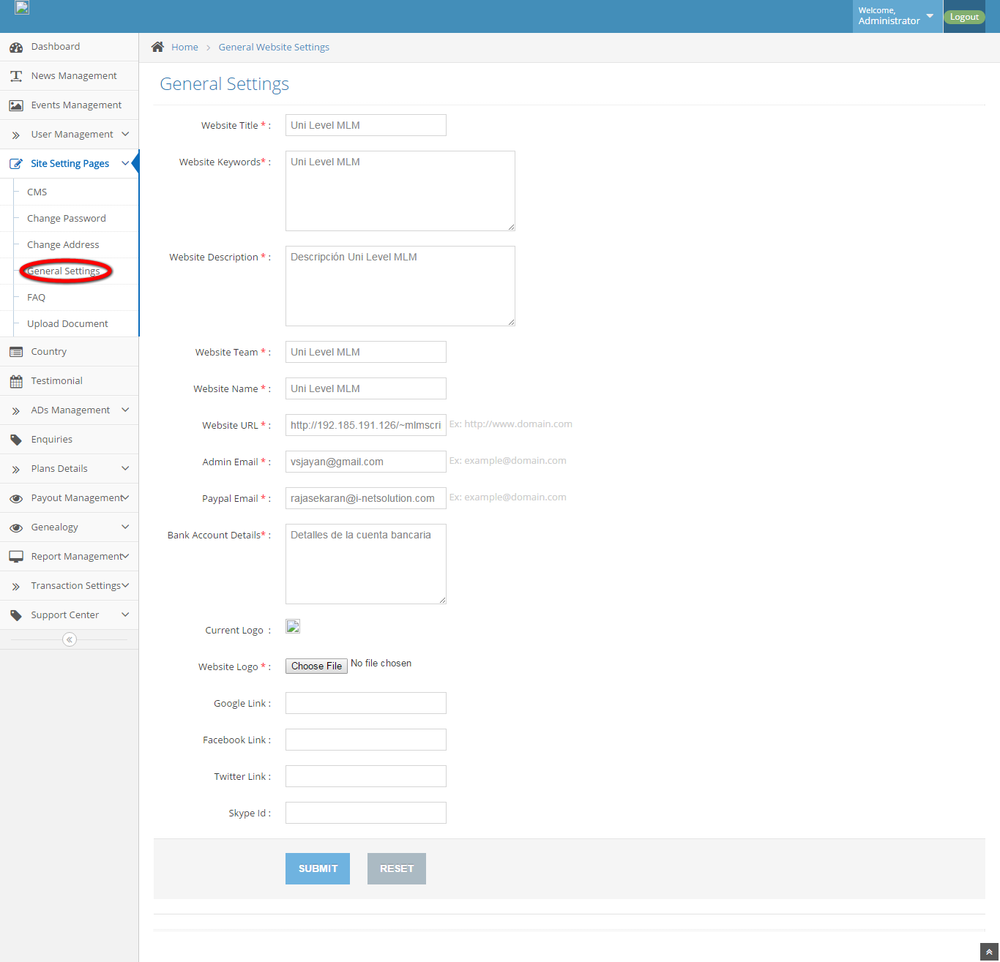 Welcome,
Administrator
Logout
Dashboard
News Management
Events Management
User Management
Site Setting Pages
CMS
Change Password
Change Address
General Settings
FAQ
Upload Document
Country
Testimonial
ADs Management
Enquiries
Plans Details
Payout Management
Genealogy
Report Management
Transaction Settings
Support Center
Home > General Website Settings
General Settings
Website Title * : Uni Level MLM
Website Keywords* : Uni Level MLM
Website Description * : Descripción Uni Level MLM
Website Team * : Uni Level MLM
Website Name * : Uni Level MLM
Website URL * : http://192.185.191.126/~mlmscri Ex: http://www.domain.com
Admin Email * : vsjayan@gmail.com Ex: example@domain.com
Paypal Email * : rajasekaran@i-netsolution.com Ex: example@domain.com
Bank Account Details* : Detalles de la cuenta bancaria
Current Logo :
Website Logo * : Choose File No file chosen
Google Link :
Facebook Link :
Twitter Link :
Skype Id :
SUBMIT RESET